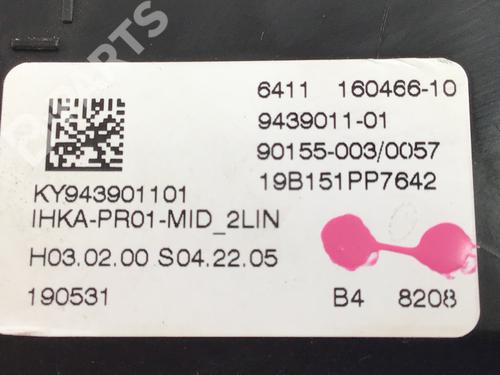 PARTS
6411 160466-10
9439011-01
90155-003/0057
19B151PP7642
KY943901101
IHKA-PR01-MID_2LIN
H03.02.00 S04.22.05
190531 B4 8208